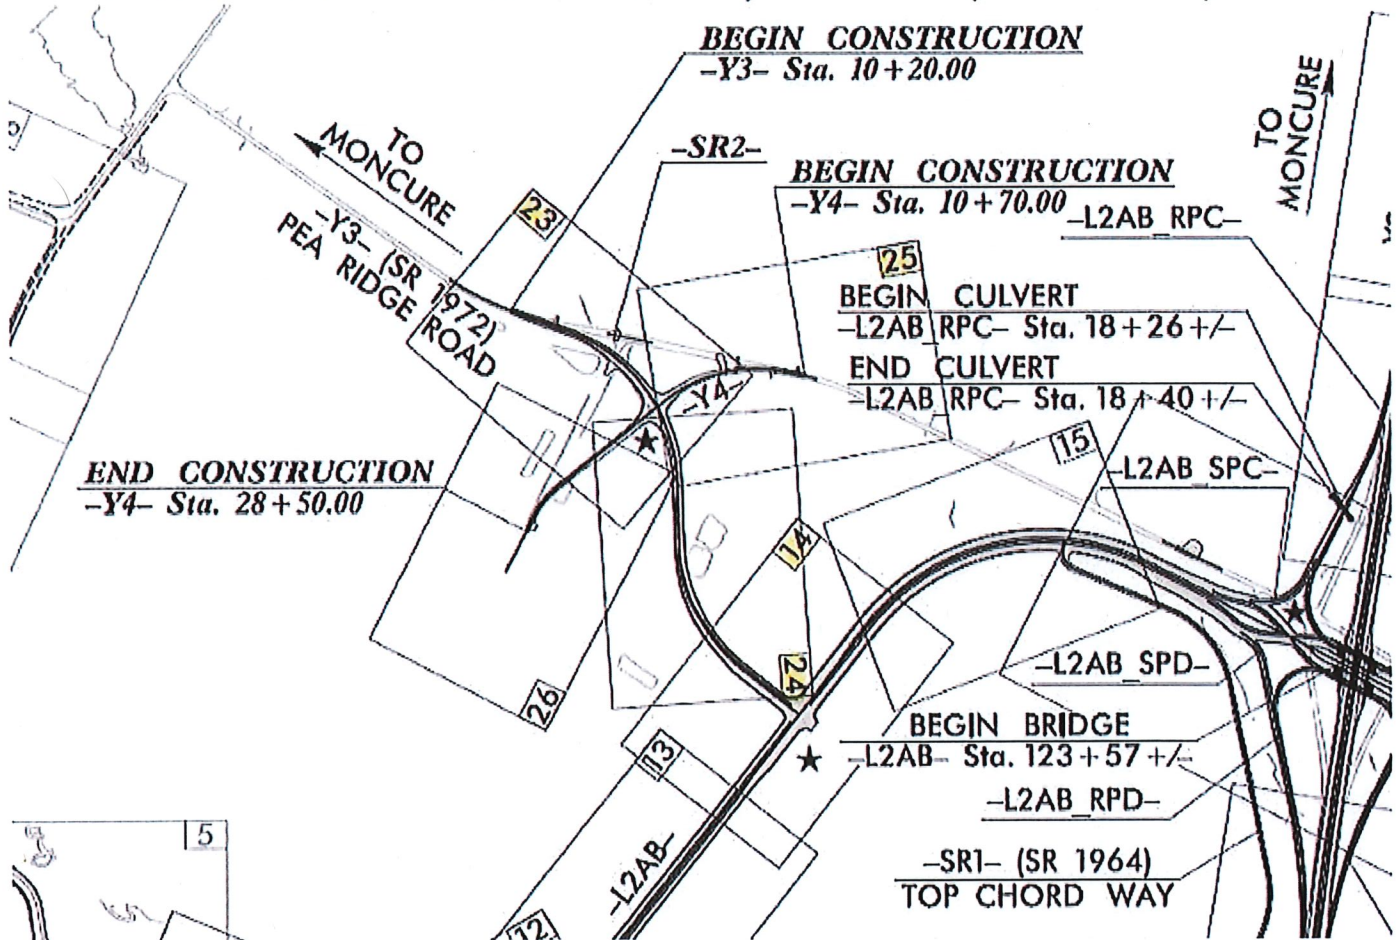 BEGIN CONSTRUCTION
-Y3- Sta. 10+20.00
TO
MONCURE
-SR2-
BEGIN CONSTRUCTION
-Y4- Sta. 10+70.00
TO
MONCURE
-L2AB_RPC-
23
25
-Y3- (SR 1972)
PEA RIDGE ROAD
BEGIN CULVERT
-L2AB_RPC- Sta. 18+26 +/-
END CULVERT
-L2AB_RPC- Sta. 18+40 +/-
-Y4-
15
-L2AB_SPC-
END CONSTRUCTION
-Y4- Sta. 28+50.00
14
24
-L2AB_SPD-
26
BEGIN BRIDGE
-L2AB- Sta. 123+57 +/-
13
-L2AB_RPD-
5
-L2AB-
-SR1- (SR 1964)
TOP CHORD WAY
12